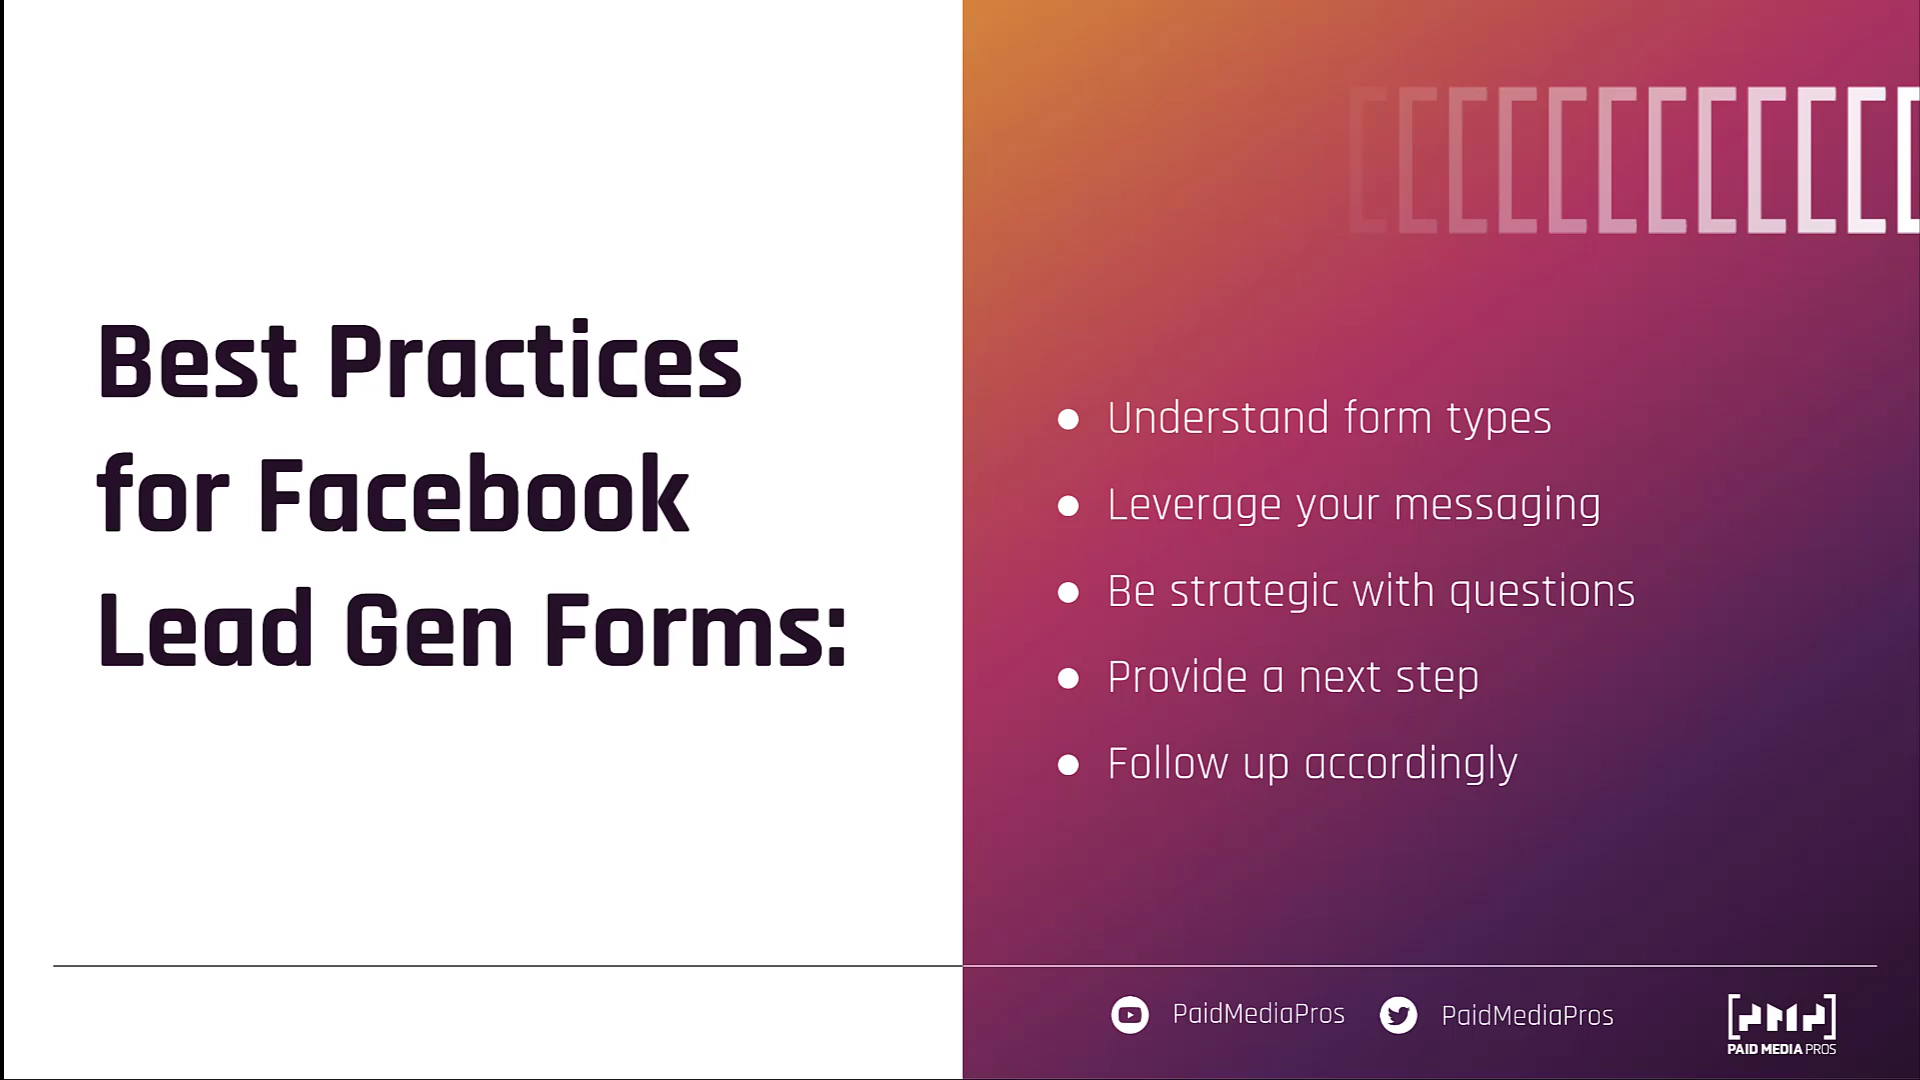 Best Practices
for Facebook
Lead Gen Forms:
● Understand form types
● Leverage your messaging
● Be strategic with questions
● Provide a next step
● Follow up accordingly
PaidMediaPros PaidMediaPros
[PMP]
PAID MEDIA PROS